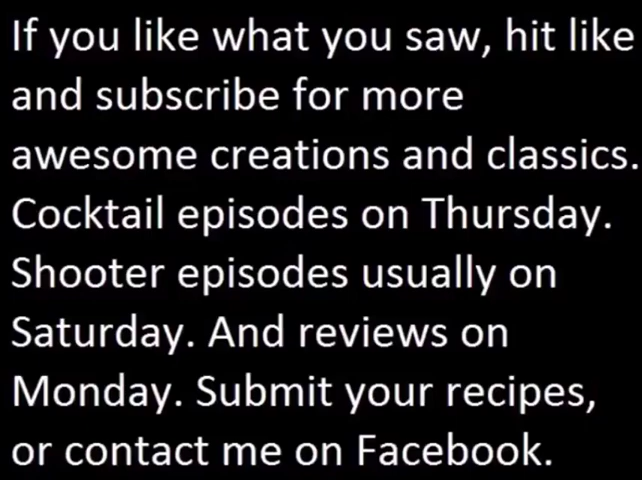 If you like what you saw, hit like
and subscribe for more
awesome creations and classics.
Cocktail episodes on Thursday.
Shooter episodes usually on
Saturday. And reviews on
Monday. Submit your recipes,
or contact me on Facebook.